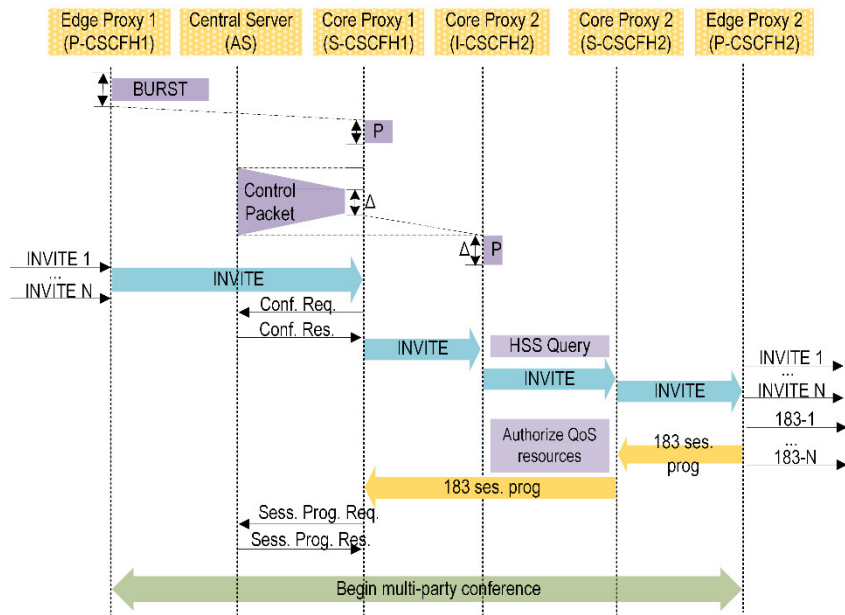 Edge Proxy 1
(P-CSCFH1)
Central Server
(AS)
Core Proxy 1
(S-CSCFH1)
Core Proxy 2
(I-CSCFH2)
Core Proxy 2
(S-CSCFH2)
Edge Proxy 2
(P-CSCFH2)
BURST
P
Control
Packet
Δ
Δ
P
INVITE 1
...
INVITE N
INVITE
Conf. Req.
Conf. Res.
INVITE
HSS Query
INVITE
INVITE
INVITE 1
...
INVITE N
183-1
...
183-N
Authorize QoS
resources
183 ses.
prog
183 ses. prog
Sess. Prog. Req.
Sess. Prog. Res.
Begin multi-party conference